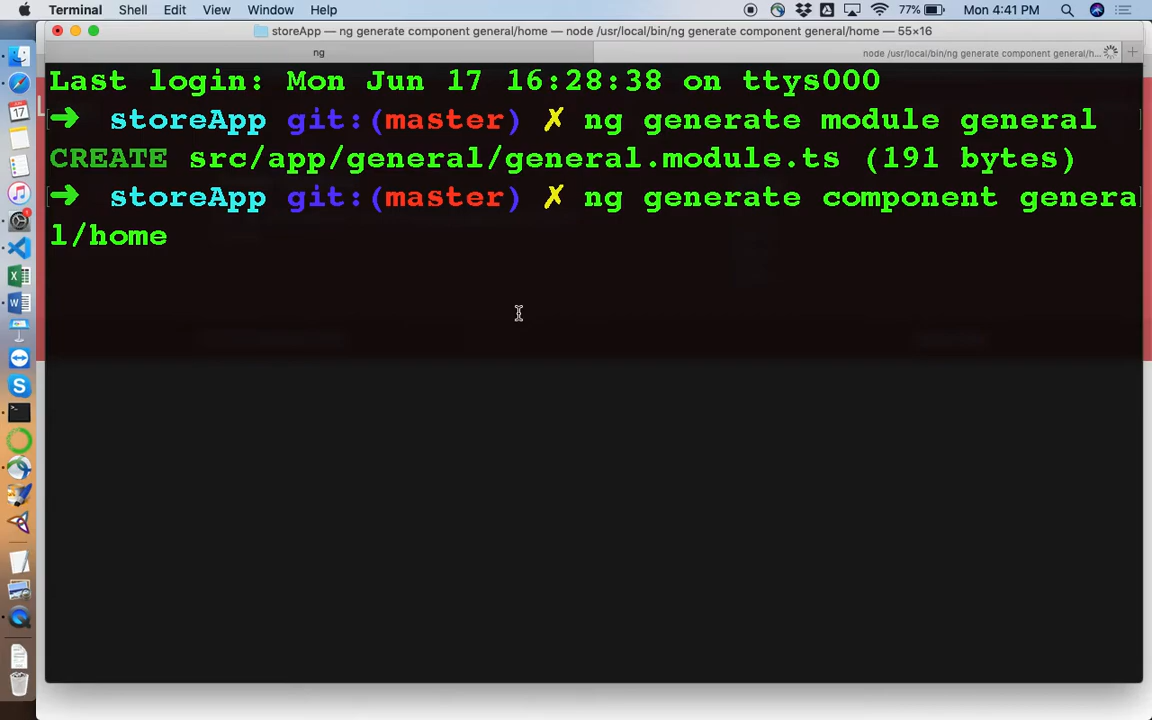 Terminal Shell Edit View Window Help 77% Mon 4:41 PM
storeApp — ng generate component general/home — node /usr/local/bin/ng generate component general/home — 55×16
ng node /usr/local/bin/ng generate component general/h...
Last login: Mon Jun 17 16:28:38 on ttys000
➜ storeApp git:(master) ✗ ng generate module general
CREATE src/app/general/general.module.ts (191 bytes)
➜ storeApp git:(master) ✗ ng generate component genera
l/home